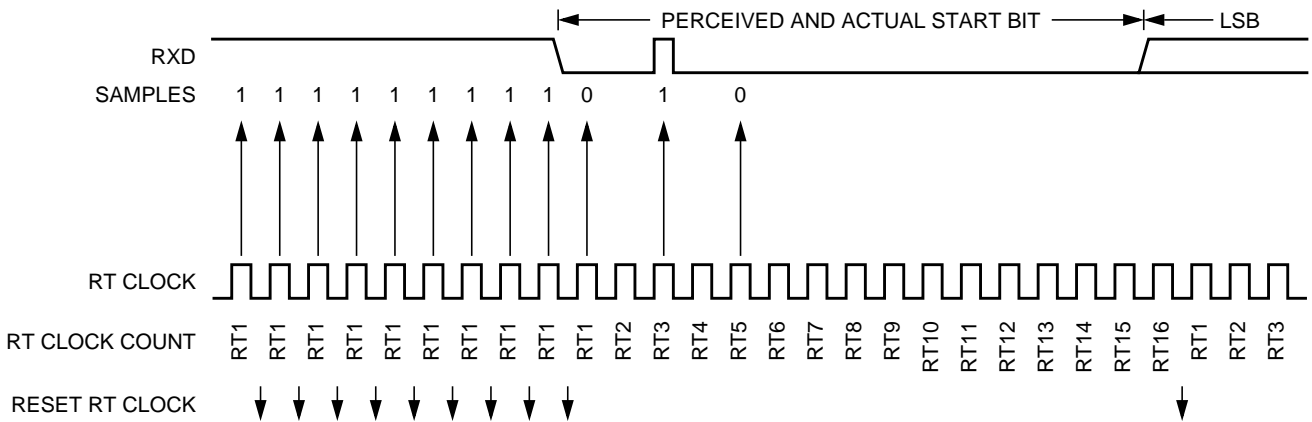 PERCEIVED AND ACTUAL START BIT LSB
RXD
SAMPLES 1 1 1 1 1 1 1 1 1 0 1 0
RT CLOCK
RT CLOCK COUNT RT1 RT1 RT1 RT1 RT1 RT1 RT1 RT1 RT1 RT1 RT2 RT3 RT4 RT5 RT6 RT7 RT8 RT9 RT10 RT11 RT12 RT13 RT14 RT15 RT16 RT1 RT2 RT3
RESET RT CLOCK